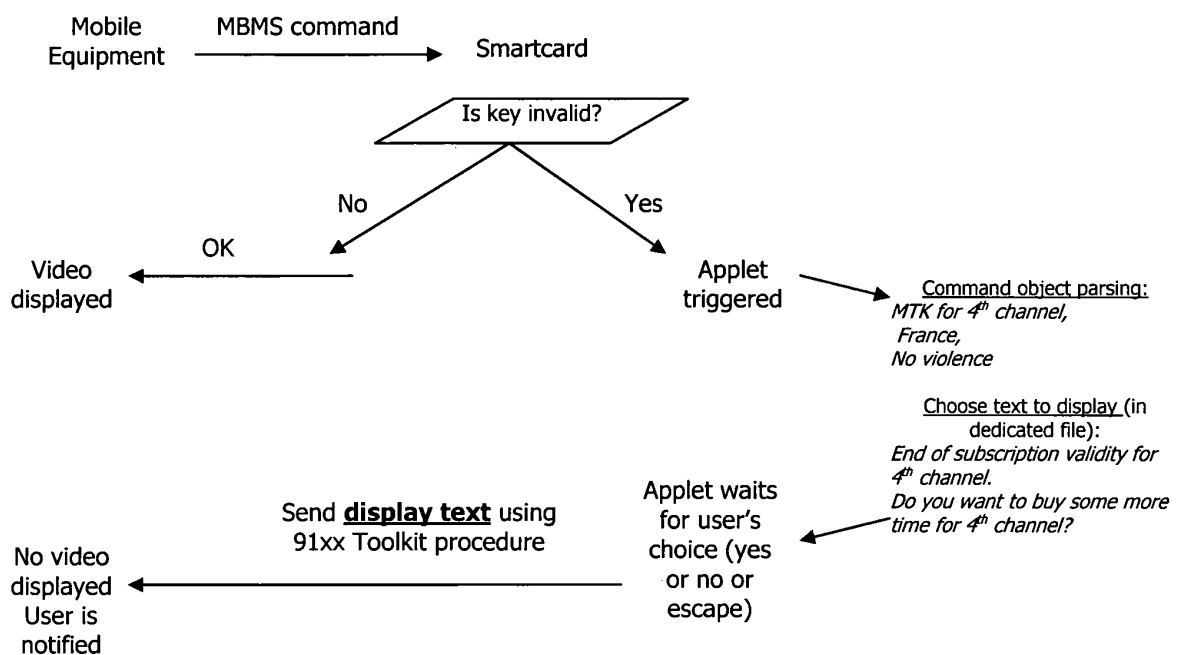 Mobile
Equipment
MBMS command
Smartcard
Is key invalid?
No
Yes
OK
Video
displayed
Applet
triggered
Command object parsing:
MTK for 4th channel,
France,
No violence
Choose text to display (in
dedicated file):
End of subscription validity for
4th channel.
Do you want to buy some more
time for 4th channel?
Applet waits
for user's
choice (yes
or no or
escape)
Send display text using
91xx Toolkit procedure
No video
displayed
User is
notified